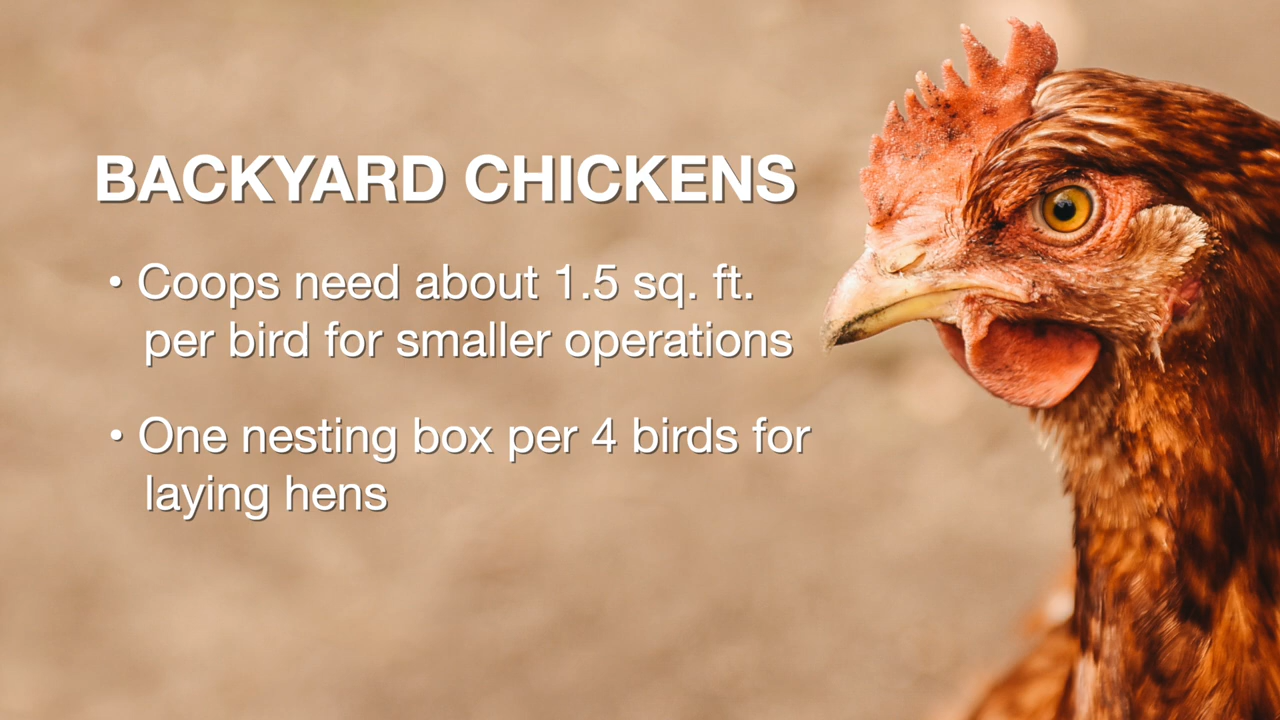 BACKYARD CHICKENS
• Coops need about 1.5 sq. ft.
per bird for smaller operations
• One nesting box per 4 birds for
laying hens